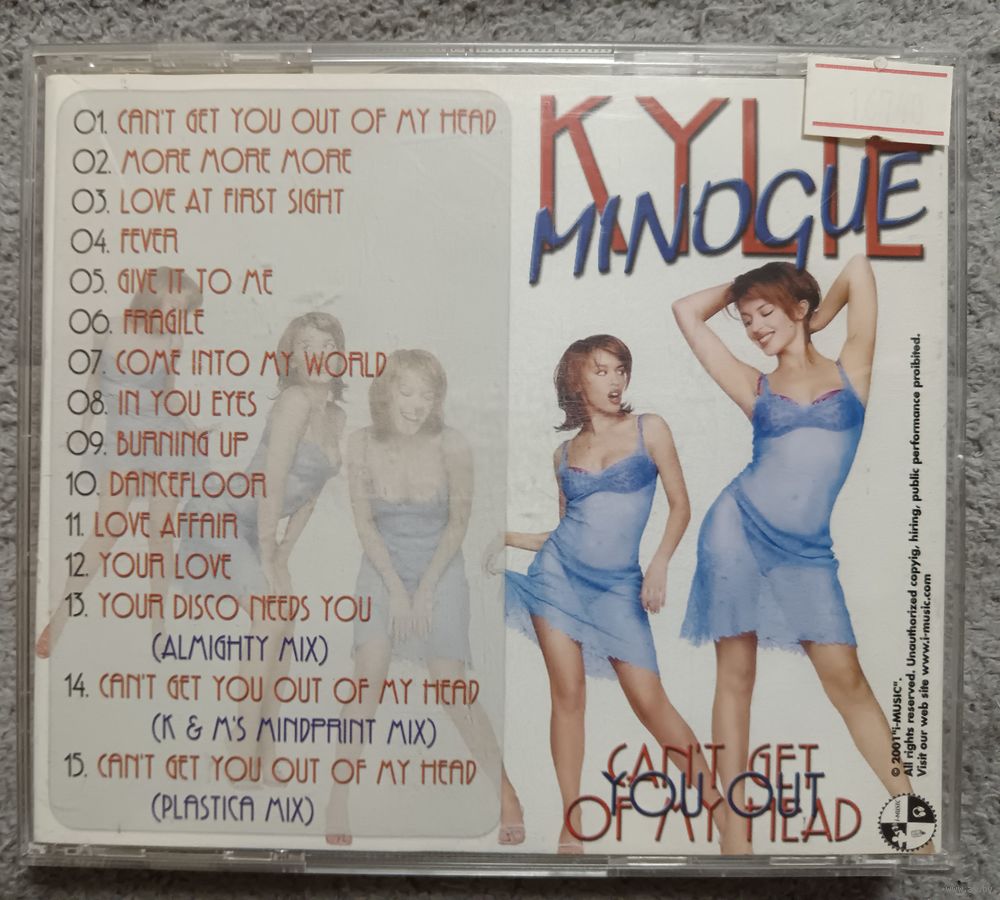 01. CAN'T GET YOU OUT OF MY HEAD
02. MORE MORE MORE
03. LOVE AT FIRST SIGHT
04. FEVER
05. GIVE IT TO ME
06. FRAGILE
07. COME INTO MY WORLD
08. IN YOU EYES
09. BURNING UP
10. DANCEFLOOR
11. LOVE AFFAIR
12. YOUR LOVE
13. YOUR DISCO NEEDS YOU
(ALMIGHTY MIX)
14. CAN'T GET YOU OUT OF MY HEAD
(K & M'S MINDPRINT MIX)
15. CAN'T GET YOU OUT OF MY HEAD
(PLASTICA MIX)
KYLIE
MINOGUE
CAN'T GET
YOU OUT
OF MY HEAD
© 2001 "i-MUSIC".
All rights reserved. Unauthorized copyig, hiring, public performance proibited.
Visit our web site www.i-music.com
i-MUSIC